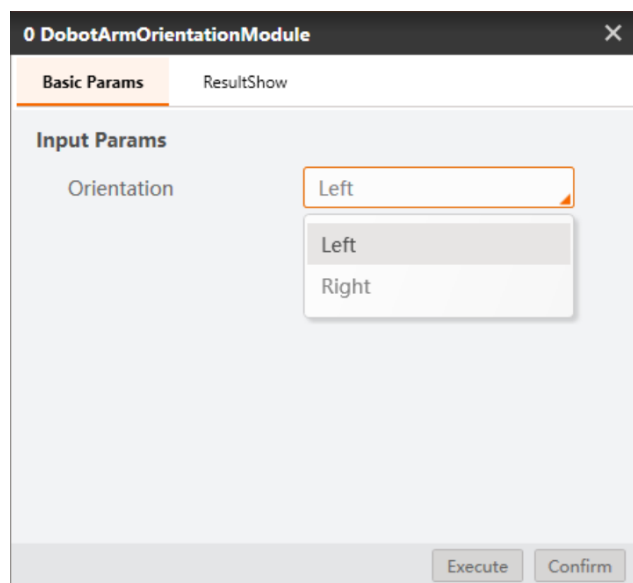 0 DobotArmOrientationModule
Basic Params ResultShow
Input Params
Orientation Left
Left
Right
Execute Confirm